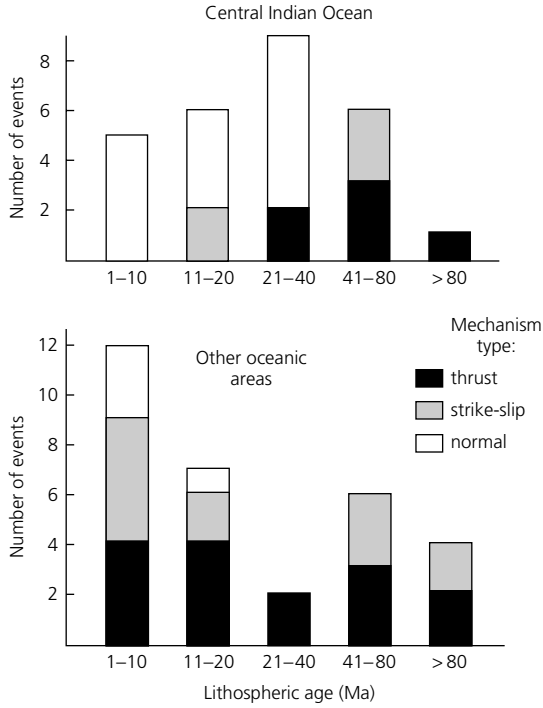 Central Indian Ocean
Number of events
8
6
4
2
1–10 11–20 21–40 41–80 >80
Other oceanic
areas
Mechanism
type:
thrust
strike-slip
normal
Number of events
12
10
8
6
4
2
1–10 11–20 21–40 41–80 >80
Lithospheric age (Ma)